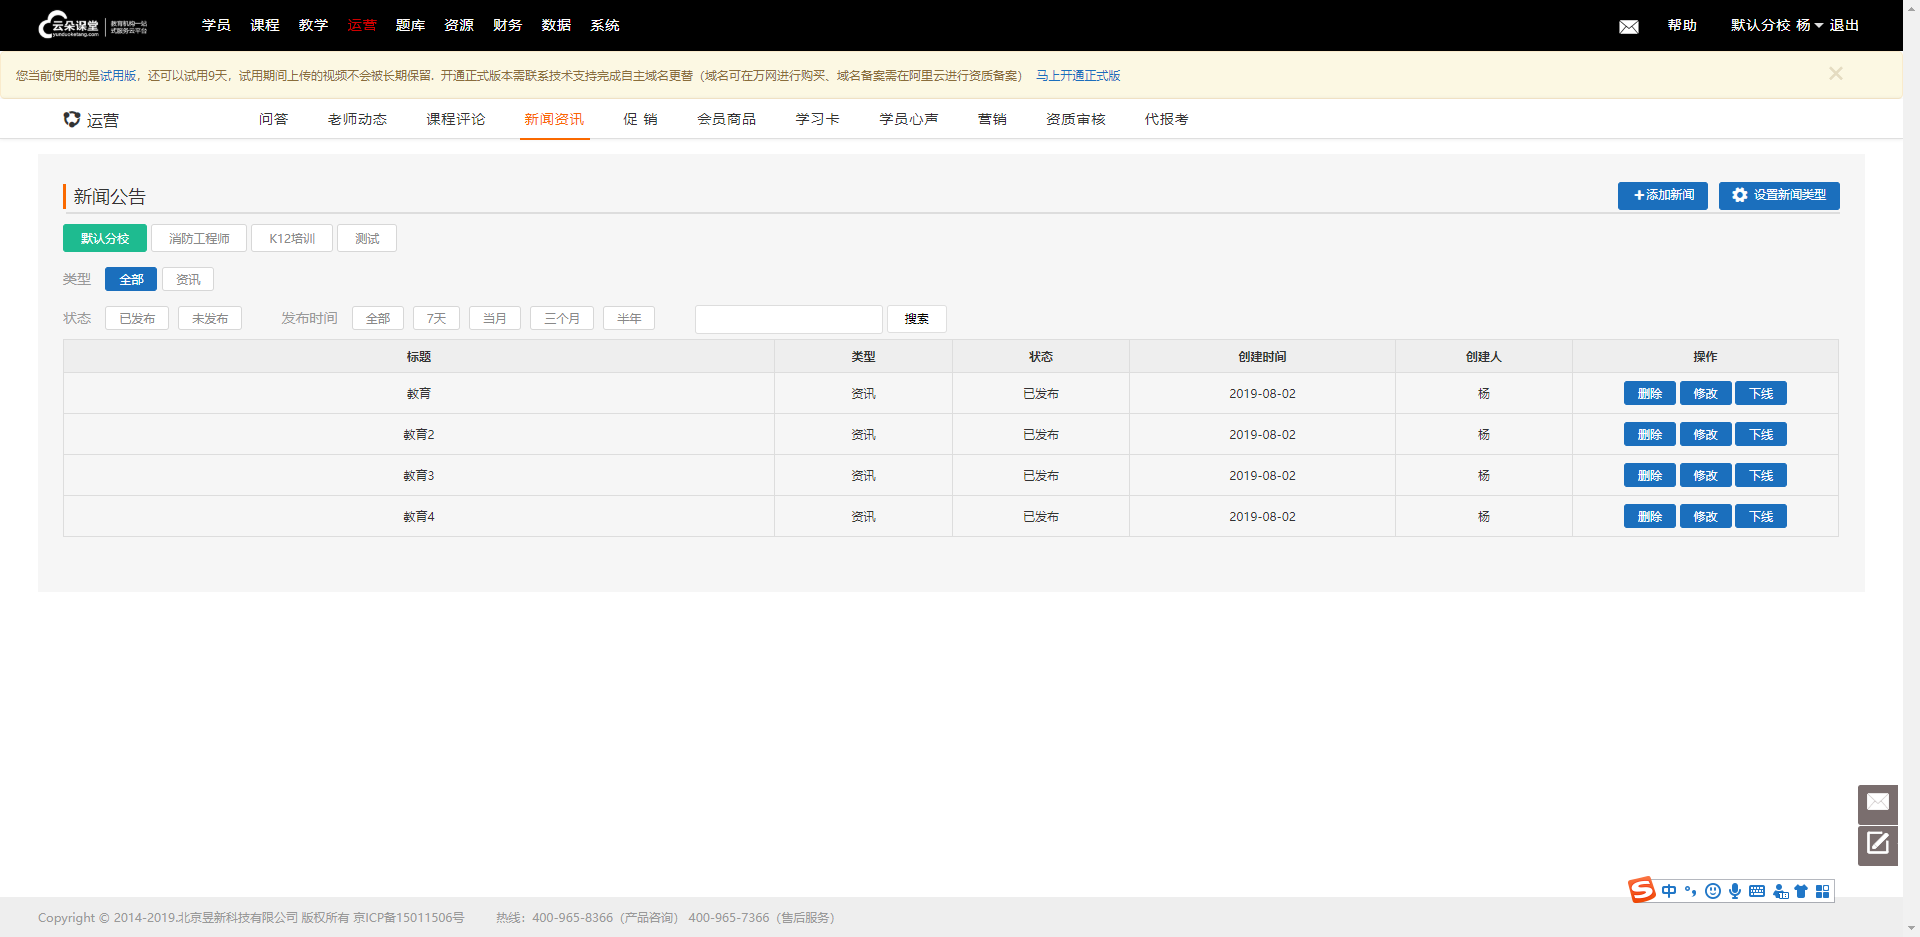 云朵课堂 yunduoketang.com 教育机构一站式服务云平台 学员 课程 教学 运营 题库 资源 财务 数据 系统 帮助 默认分校 杨 退出
您当前使用的是试用版，还可以试用9天，试用期间上传的视频不会被长期保留. 开通正式版本需联系技术支持完成自主域名更替（域名可在万网进行购买、域名备案需在阿里云进行资质备案） 马上开通正式版
运营 问答 老师动态 课程评论 新闻资讯 促 销 会员商品 学习卡 学员心声 营销 资质审核 代报考
新闻公告 +添加新闻 设置新闻类型
默认分校 消防工程师 K12培训 测试
类型 全部 资讯
状态 已发布 未发布 发布时间 全部 7天 当月 三个月 半年 搜索
标题 类型 状态 创建时间 创建人 操作
教育 资讯 已发布 2019-08-02 杨 删除 修改 下线
教育2 资讯 已发布 2019-08-02 杨 删除 修改 下线
教育3 资讯 已发布 2019-08-02 杨 删除 修改 下线
教育4 资讯 已发布 2019-08-02 杨 删除 修改 下线
S 中
Copyright © 2014-2019.北京昱新科技有限公司 版权所有 京ICP备15011506号 热线：400-965-8366（产品咨询） 400-965-7366（售后服务）